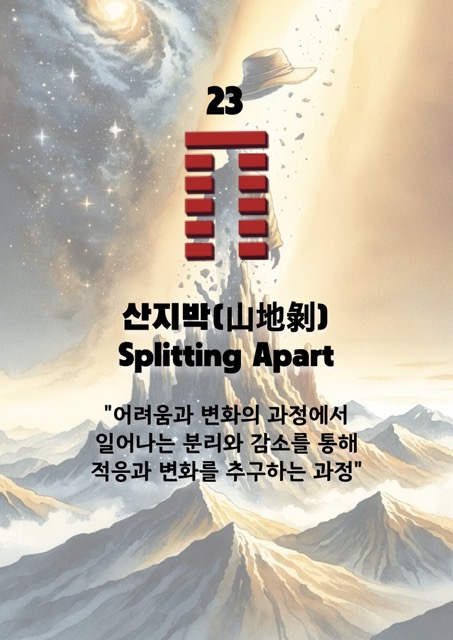 23
산지박(山地剝)
Splitting Apart
"어려움과 변화의 과정에서
일어나는 분리와 감소를 통해
적응과 변화를 추구하는 과정"